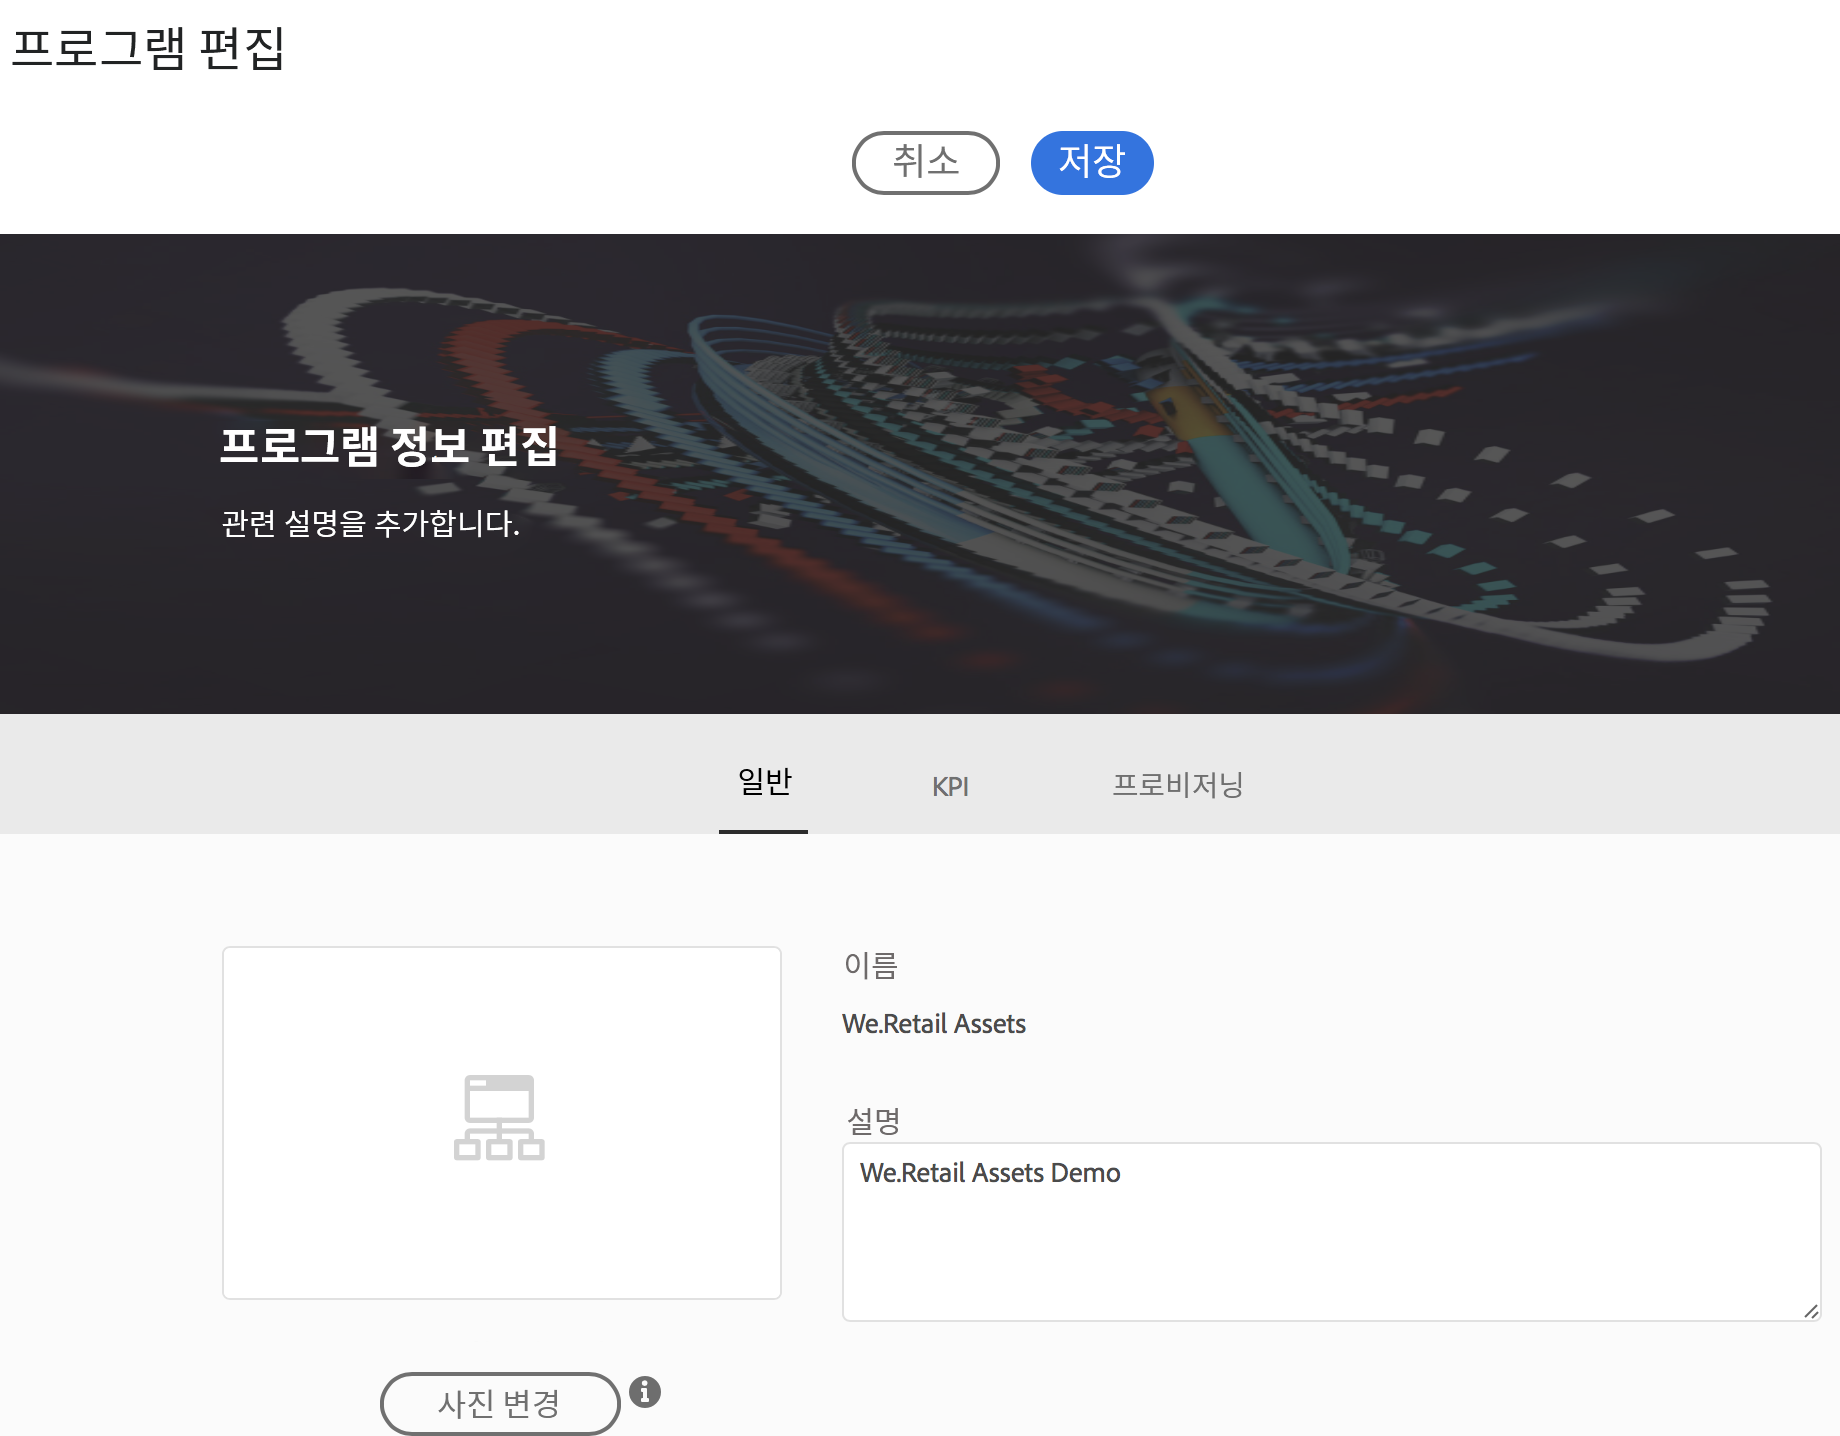 프로그램 편집
취소 저장
프로그램 정보 편집
관련 설명을 추가합니다.
일반 KPI 프로비저닝
이름
We.Retail Assets
설명
We.Retail Assets Demo
사진 변경